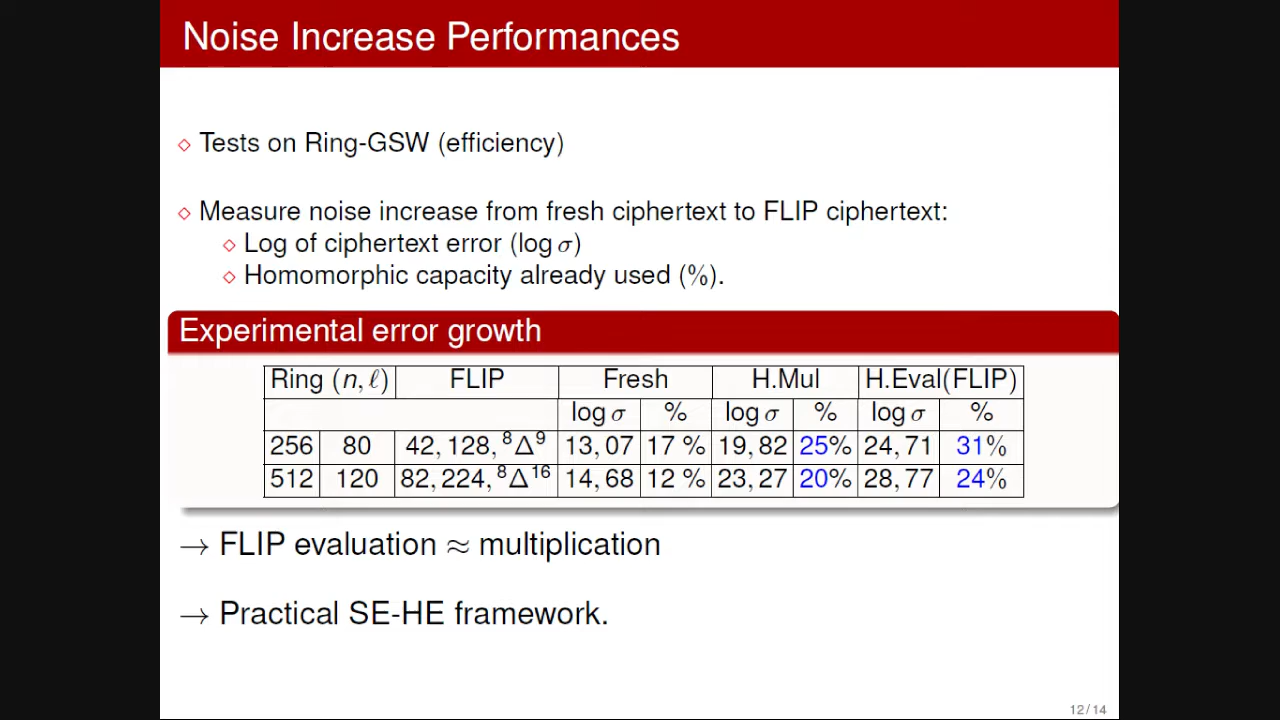 Noise Increase Performances
◇ Tests on Ring-GSW (efficiency)
◇ Measure noise increase from fresh ciphertext to FLIP ciphertext:
◇ Log of ciphertext error (log σ)
◇ Homomorphic capacity already used (%).
Experimental error growth
Ring (n, ℓ) FLIP Fresh H.Mul H.Eval(FLIP)
log σ % log σ % log σ %
256 80 42, 128, ⁸Δ⁹ 13, 07 17 % 19, 82 25% 24, 71 31%
512 120 82, 224, ⁸Δ¹⁶ 14, 68 12 % 23, 27 20% 28, 77 24%
→ FLIP evaluation ≈ multiplication
→ Practical SE-HE framework.
12 / 14